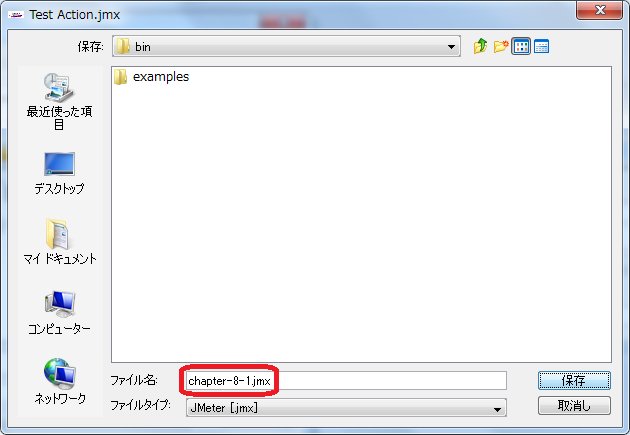 Test Action.jmx
保存:
bin
examples
最近使った項
目
デスクトップ
マイ ドキュメント
コンピューター
ネットワーク
ファイル名:
chapter-8-1.jmx
保存
ファイルタイプ:
JMeter [.jmx]
取消し